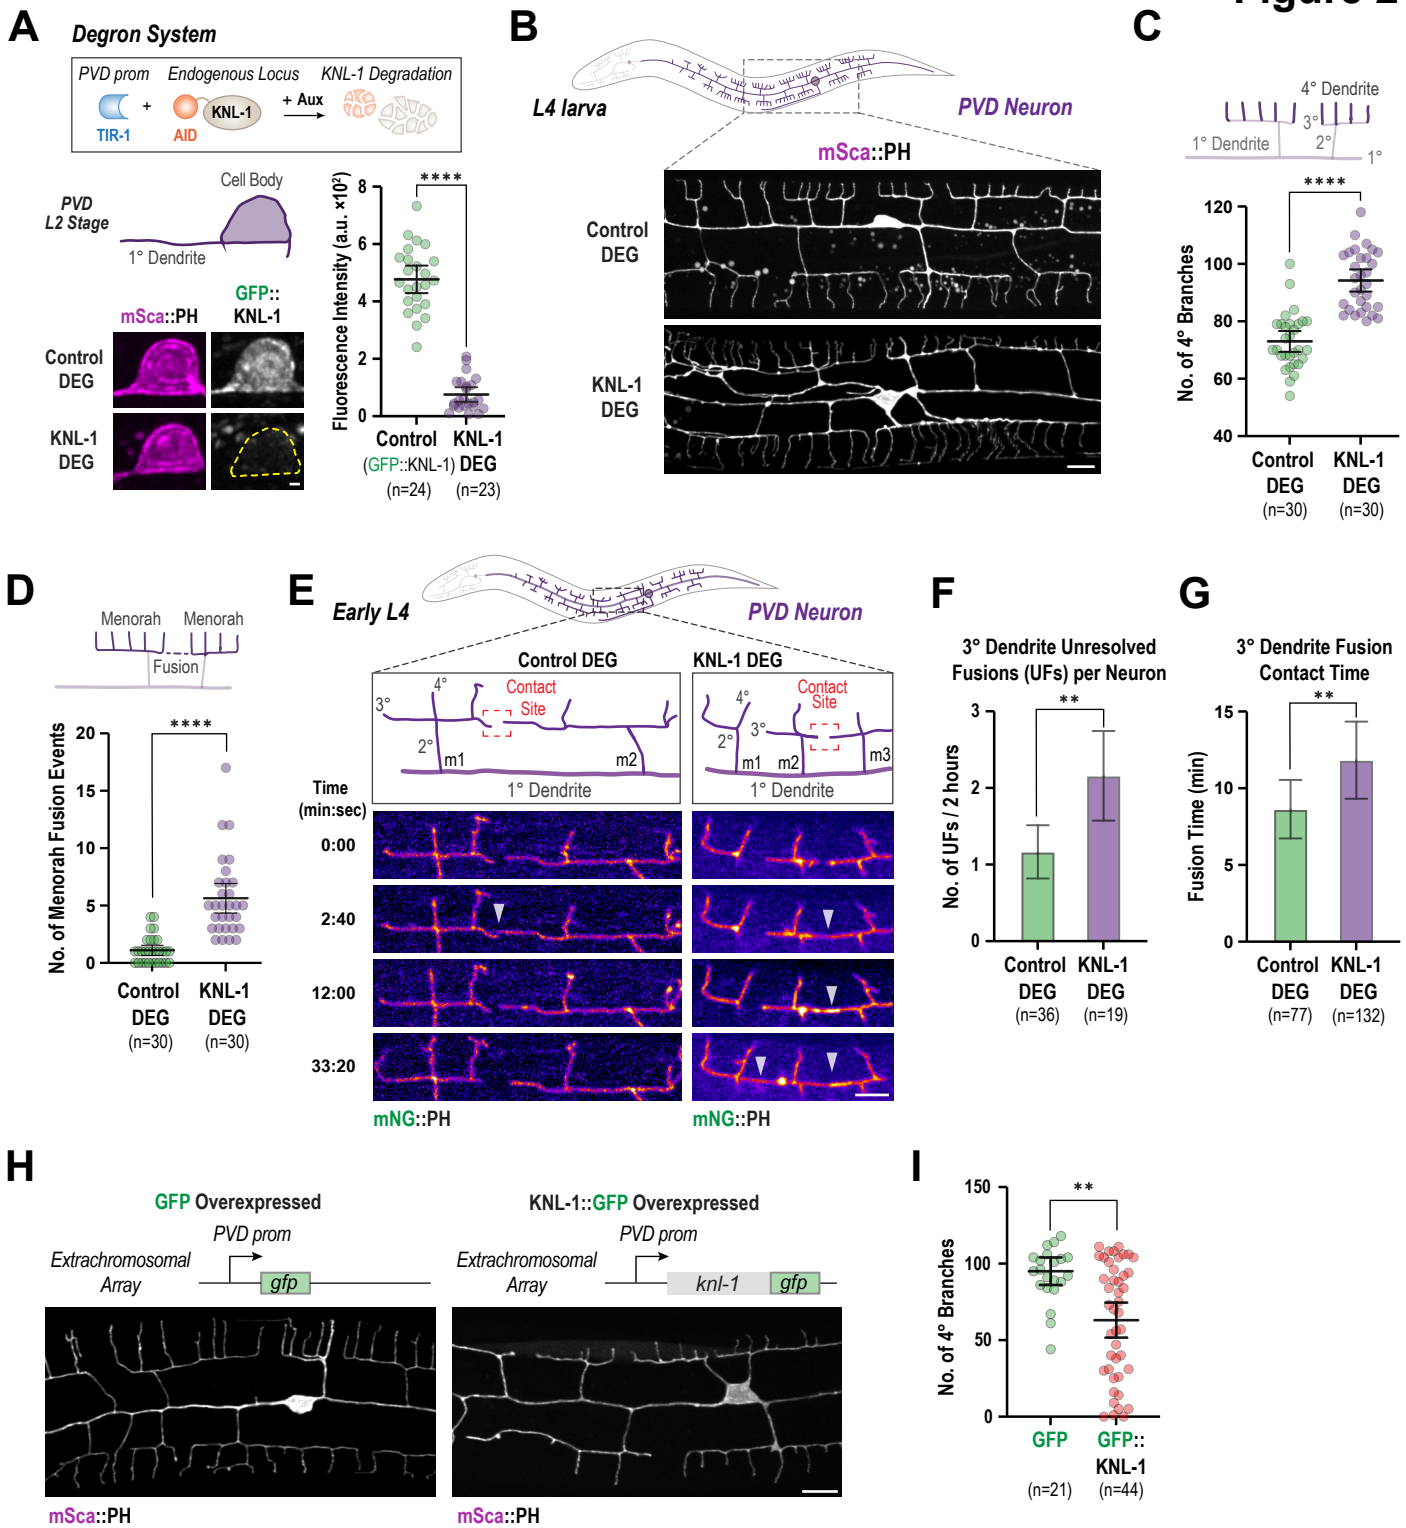 Figure 2
A
Degron System
PVD prom
Endogenous Locus
KNL-1 Degradation
+
KNL-1
+ Aux
TIR-1
AID
PVD
L2 Stage
Cell Body
1° Dendrite
mSca::PH
GFP::
KNL-1
Control
DEG
KNL-1
DEG
Fluorescence Intensity (a.u. ×10²)
****
8
6
4
2
0
Control
KNL-1
DEG
(GFP::KNL-1)
(n=24)
(n=23)
B
L4 larva
PVD Neuron
mSca::PH
Control
DEG
KNL-1
DEG
C
4° Dendrite
3°
1° Dendrite
2°
1°
****
No. of 4° Branches
120
100
80
60
40
Control
DEG
(n=30)
KNL-1
DEG
(n=30)
D
Menorah
Menorah
Fusion
****
No. of Menorah Fusion Events
20
15
10
5
0
Control
DEG
(n=30)
KNL-1
DEG
(n=30)
E
Early L4
PVD Neuron
Control DEG
KNL-1 DEG
3°
4°
Contact
Site
2°
m1
m2
1° Dendrite
4°
Contact
Site
3°
2°
m1
m2
m3
1° Dendrite
Time
(min:sec)
0:00
2:40
12:00
33:20
mNG::PH
mNG::PH
F
3° Dendrite Unresolved
Fusions (UFs) per Neuron
**
No. of UFs / 2 hours
3
2
1
0
Control
DEG
(n=36)
KNL-1
DEG
(n=19)
G
3° Dendrite Fusion
Contact Time
**
Fusion Time (min)
15
10
5
0
Control
DEG
(n=77)
KNL-1
DEG
(n=132)
H
GFP Overexpressed
PVD prom
Extrachromosomal
Array
gfp
KNL-1::GFP Overexpressed
PVD prom
Extrachromosomal
Array
knl-1
gfp
mSca::PH
mSca::PH
I
**
No. of 4° Branches
150
100
50
0
GFP
(n=21)
GFP::
KNL-1
(n=44)